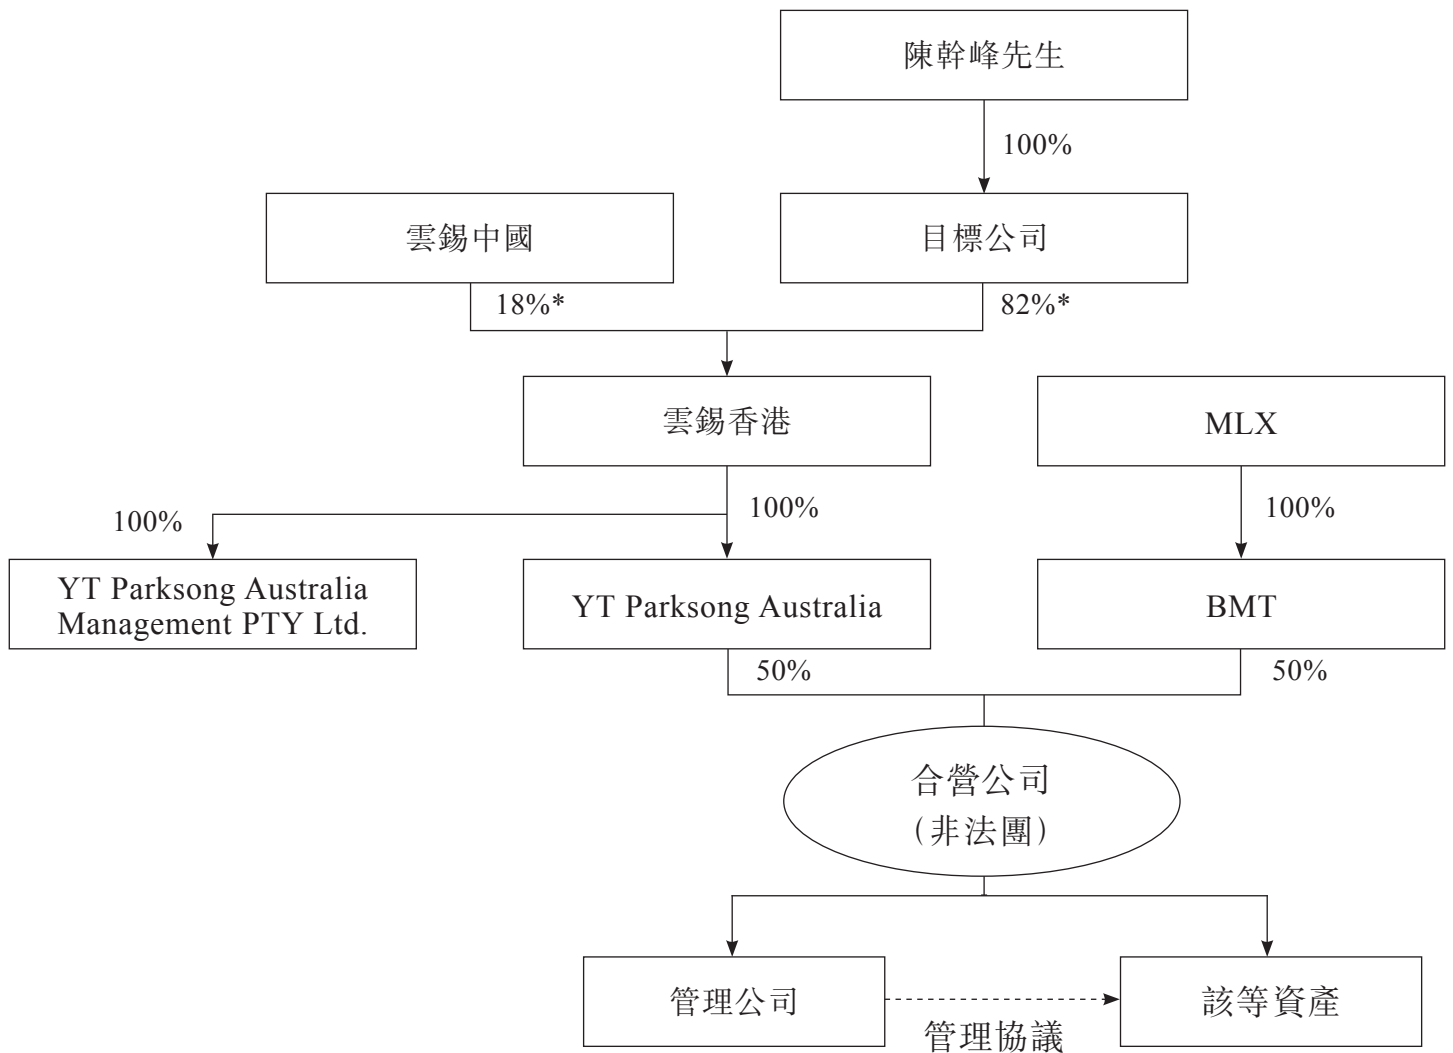 陳幹峰先生
100%
雲錫中國
目標公司
18%*
82%*
雲錫香港
MLX
100%
100%
100%
YT Parksong Australia
Management PTY Ltd.
YT Parksong Australia
BMT
50%
50%
合營公司
（非法團）
管理公司
該等資產
管理協議